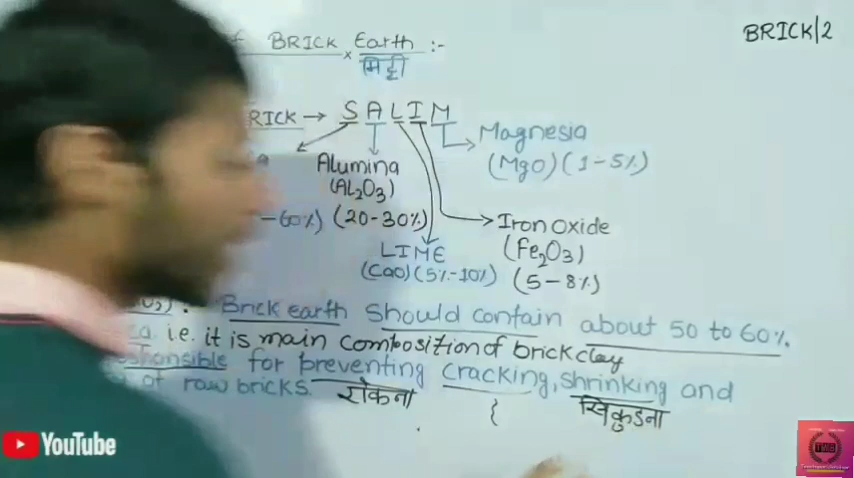 BRICK/2
BRICK Earth :-
मिट्टी
RICK → SALIM
Magnesia
(MgO) (1-5%)
Alumina
(AL2O3)
-60%) (20-30%)
Iron Oxide
(Fe2O3)
(5-8%)
LIME
(CaO) (5%-10%)
Brick earth should contain about 50 to 60%.
i.e. it is main composition of brick clay
for preventing cracking, shrinking and
of raw bricks.
रोकना
सिकुडना
YouTube